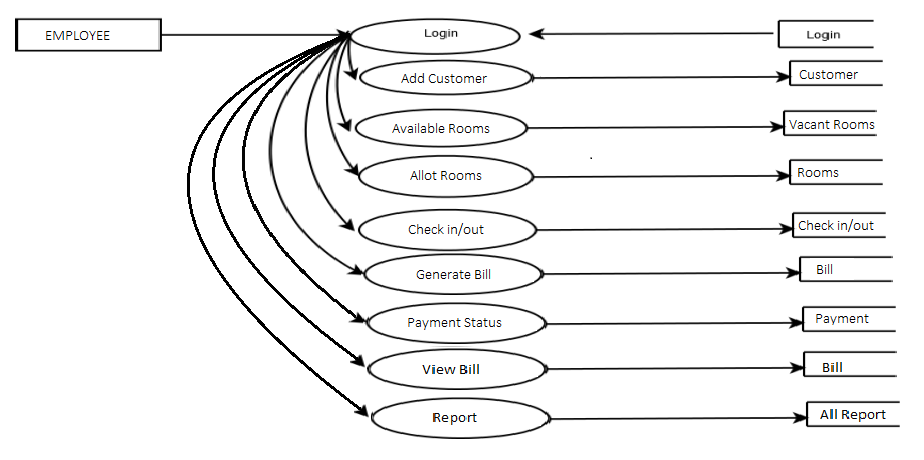 EMPLOYEE
Login
Login
Add Customer
Customer
Available Rooms
Vacant Rooms
Allot Rooms
Rooms
Check in/out
Check in/out
Generate Bill
Bill
Payment Status
Payment
View Bill
Bill
Report
All Report